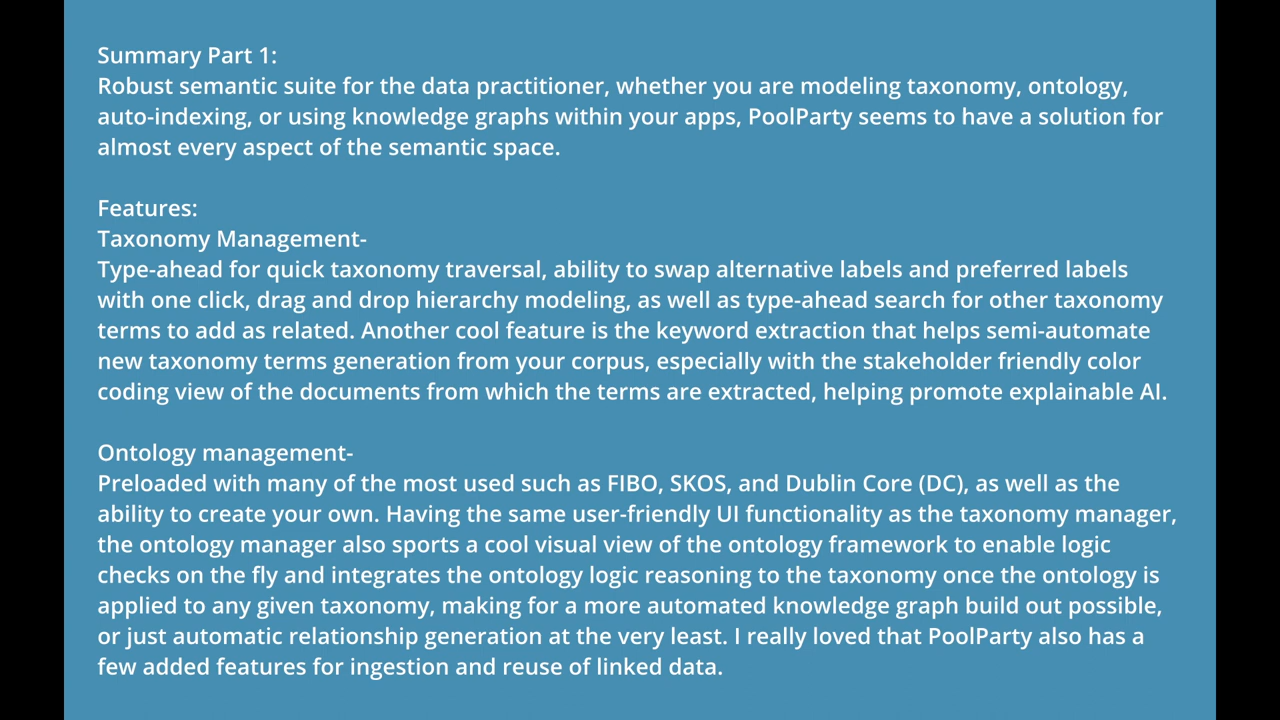 Summary Part 1:
Robust semantic suite for the data practitioner, whether you are modeling taxonomy, ontology,
auto-indexing, or using knowledge graphs within your apps, PoolParty seems to have a solution for
almost every aspect of the semantic space.
Features:
Taxonomy Management-
Type-ahead for quick taxonomy traversal, ability to swap alternative labels and preferred labels
with one click, drag and drop hierarchy modeling, as well as type-ahead search for other taxonomy
terms to add as related. Another cool feature is the keyword extraction that helps semi-automate
new taxonomy terms generation from your corpus, especially with the stakeholder friendly color
coding view of the documents from which the terms are extracted, helping promote explainable AI.
Ontology management-
Preloaded with many of the most used such as FIBO, SKOS, and Dublin Core (DC), as well as the
ability to create your own. Having the same user-friendly UI functionality as the taxonomy manager,
the ontology manager also sports a cool visual view of the ontology framework to enable logic
checks on the fly and integrates the ontology logic reasoning to the taxonomy once the ontology is
applied to any given taxonomy, making for a more automated knowledge graph build out possible,
or just automatic relationship generation at the very least. I really loved that PoolParty also has a
few added features for ingestion and reuse of linked data.